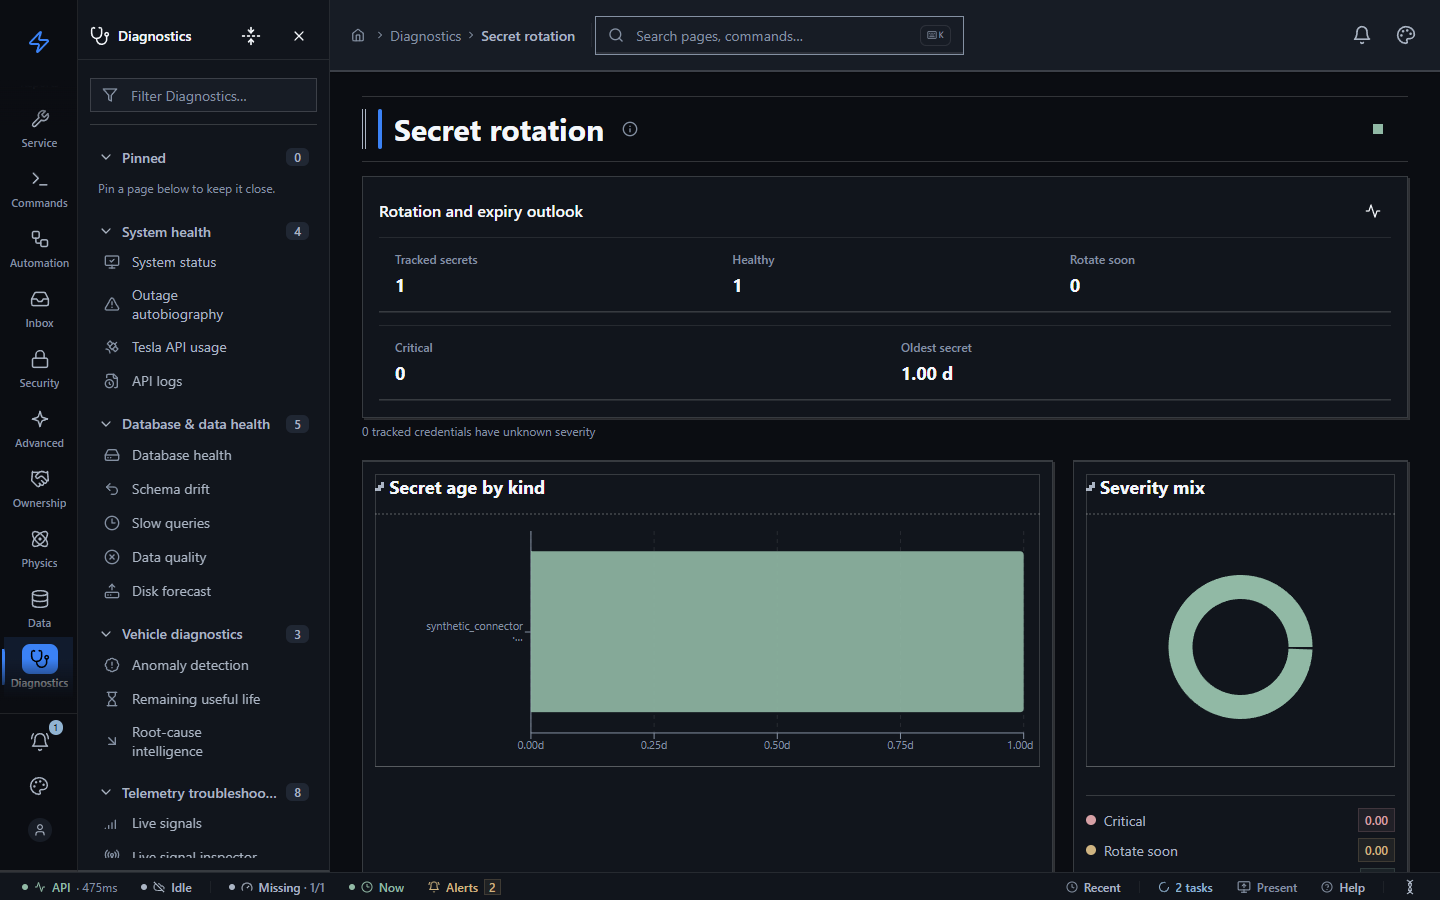 Service
Commands
Automation
Inbox
Security
Advanced
Ownership
Physics
Data
Diagnostics
1
Diagnostics
Filter Diagnostics...
Pinned 0
Pin a page below to keep it close.
System health 4
System status
Outage
autobiography
Tesla API usage
API logs
Database & data health 5
Database health
Schema drift
Slow queries
Data quality
Disk forecast
Vehicle diagnostics 3
Anomaly detection
Remaining useful life
Root-cause
intelligence
Telemetry troubleshoo... 8
Live signals
Live signal inspector
Diagnostics Secret rotation
Search pages, commands... K
Secret rotation
Rotation and expiry outlook
Tracked secrets Healthy Rotate soon
1 1 0
Critical Oldest secret
0 1.00 d
0 tracked credentials have unknown severity
Secret age by kind
synthetic_connector
...
0.00d 0.25d 0.50d 0.75d 1.00d
Severity mix
Critical 0.00
Rotate soon 0.00
API · 475ms Idle Missing · 1/1 Now Alerts 2 Recent 2 tasks Present Help